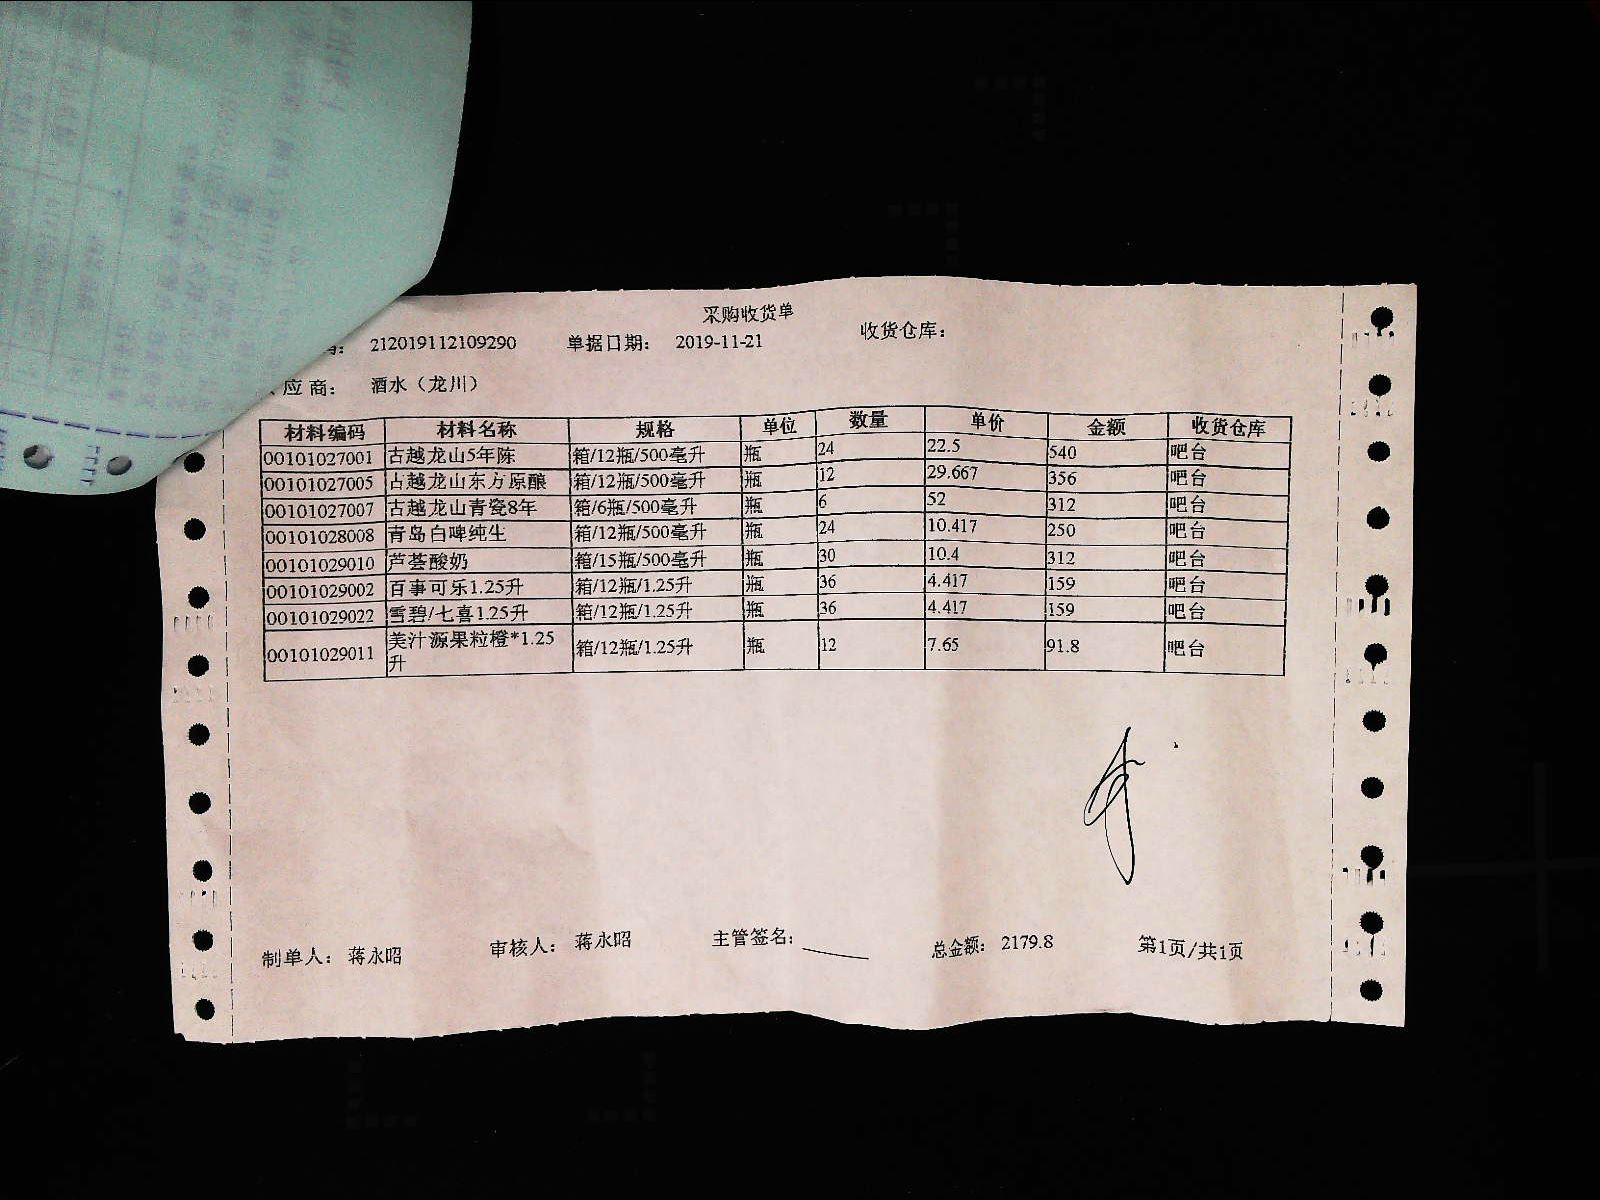 采购收货单
212019112109290 单据日期： 2019-11-21 收货仓库：
应商： 酒水（龙川）
材料编码 材料名称 规格 单位 数量 单价 金额 收货仓库
00101027001 古越龙山5年陈 箱/12瓶/500毫升 瓶 24 22.5 540 吧台
00101027005 古越龙山东方原酿 箱/12瓶/500毫升 瓶 12 29.667 356 吧台
00101027007 古越龙山青瓷8年 箱/6瓶/500毫升 瓶 6 52 312 吧台
00101028008 青岛白啤纯生 箱/12瓶/500毫升 瓶 24 10.417 250 吧台
00101029010 芦荟酸奶 箱/15瓶/500毫升 瓶 30 10.4 312 吧台
00101029002 百事可乐1.25升 箱/12瓶/1.25升 瓶 36 4.417 159 吧台
00101029022 雪碧/七喜1.25升 箱/12瓶/1.25升 瓶 36 4.417 159 吧台
00101029011 美汁源果粒橙*1.25升 箱/12瓶/1.25升 瓶 12 7.65 91.8 吧台
制单人： 蒋永昭 审核人： 蒋永昭 主管签名： 总金额： 2179.8 第1页/共1页